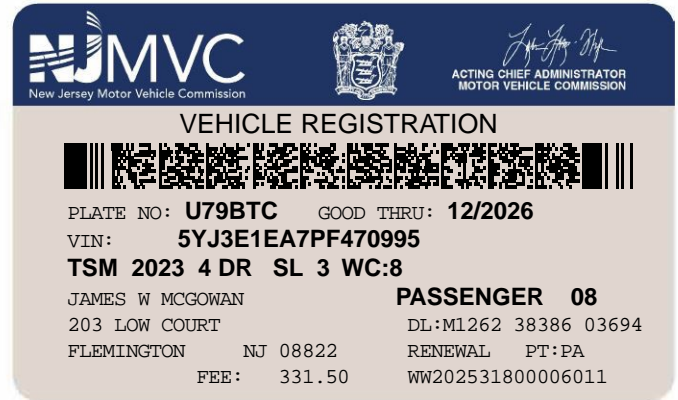 NJMVC
New Jersey Motor Vehicle Commission
ACTING CHIEF ADMINISTRATOR
MOTOR VEHICLE COMMISSION
VEHICLE REGISTRATION
PLATE NO: U79BTC GOOD THRU: 12/2026
VIN: 5YJ3E1EA7PF470995
TSM 2023 4 DR SL 3 WC:8
JAMES W MCGOWAN PASSENGER 08
203 LOW COURT DL:M1262 38386 03694
FLEMINGTON NJ 08822 RENEWAL PT:PA
FEE: 331.50 WW202531800006011